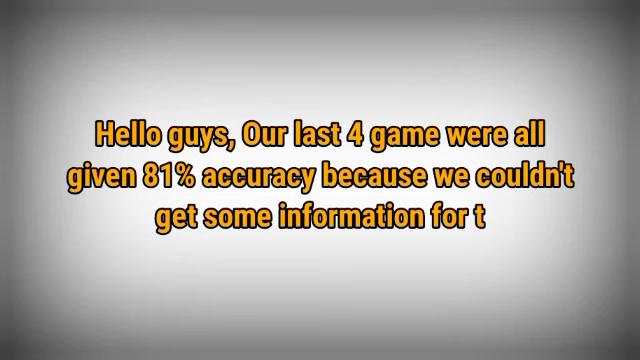 Hello guys, Our last 4 game were all
given 81% accuracy because we couldn't
get some information for t